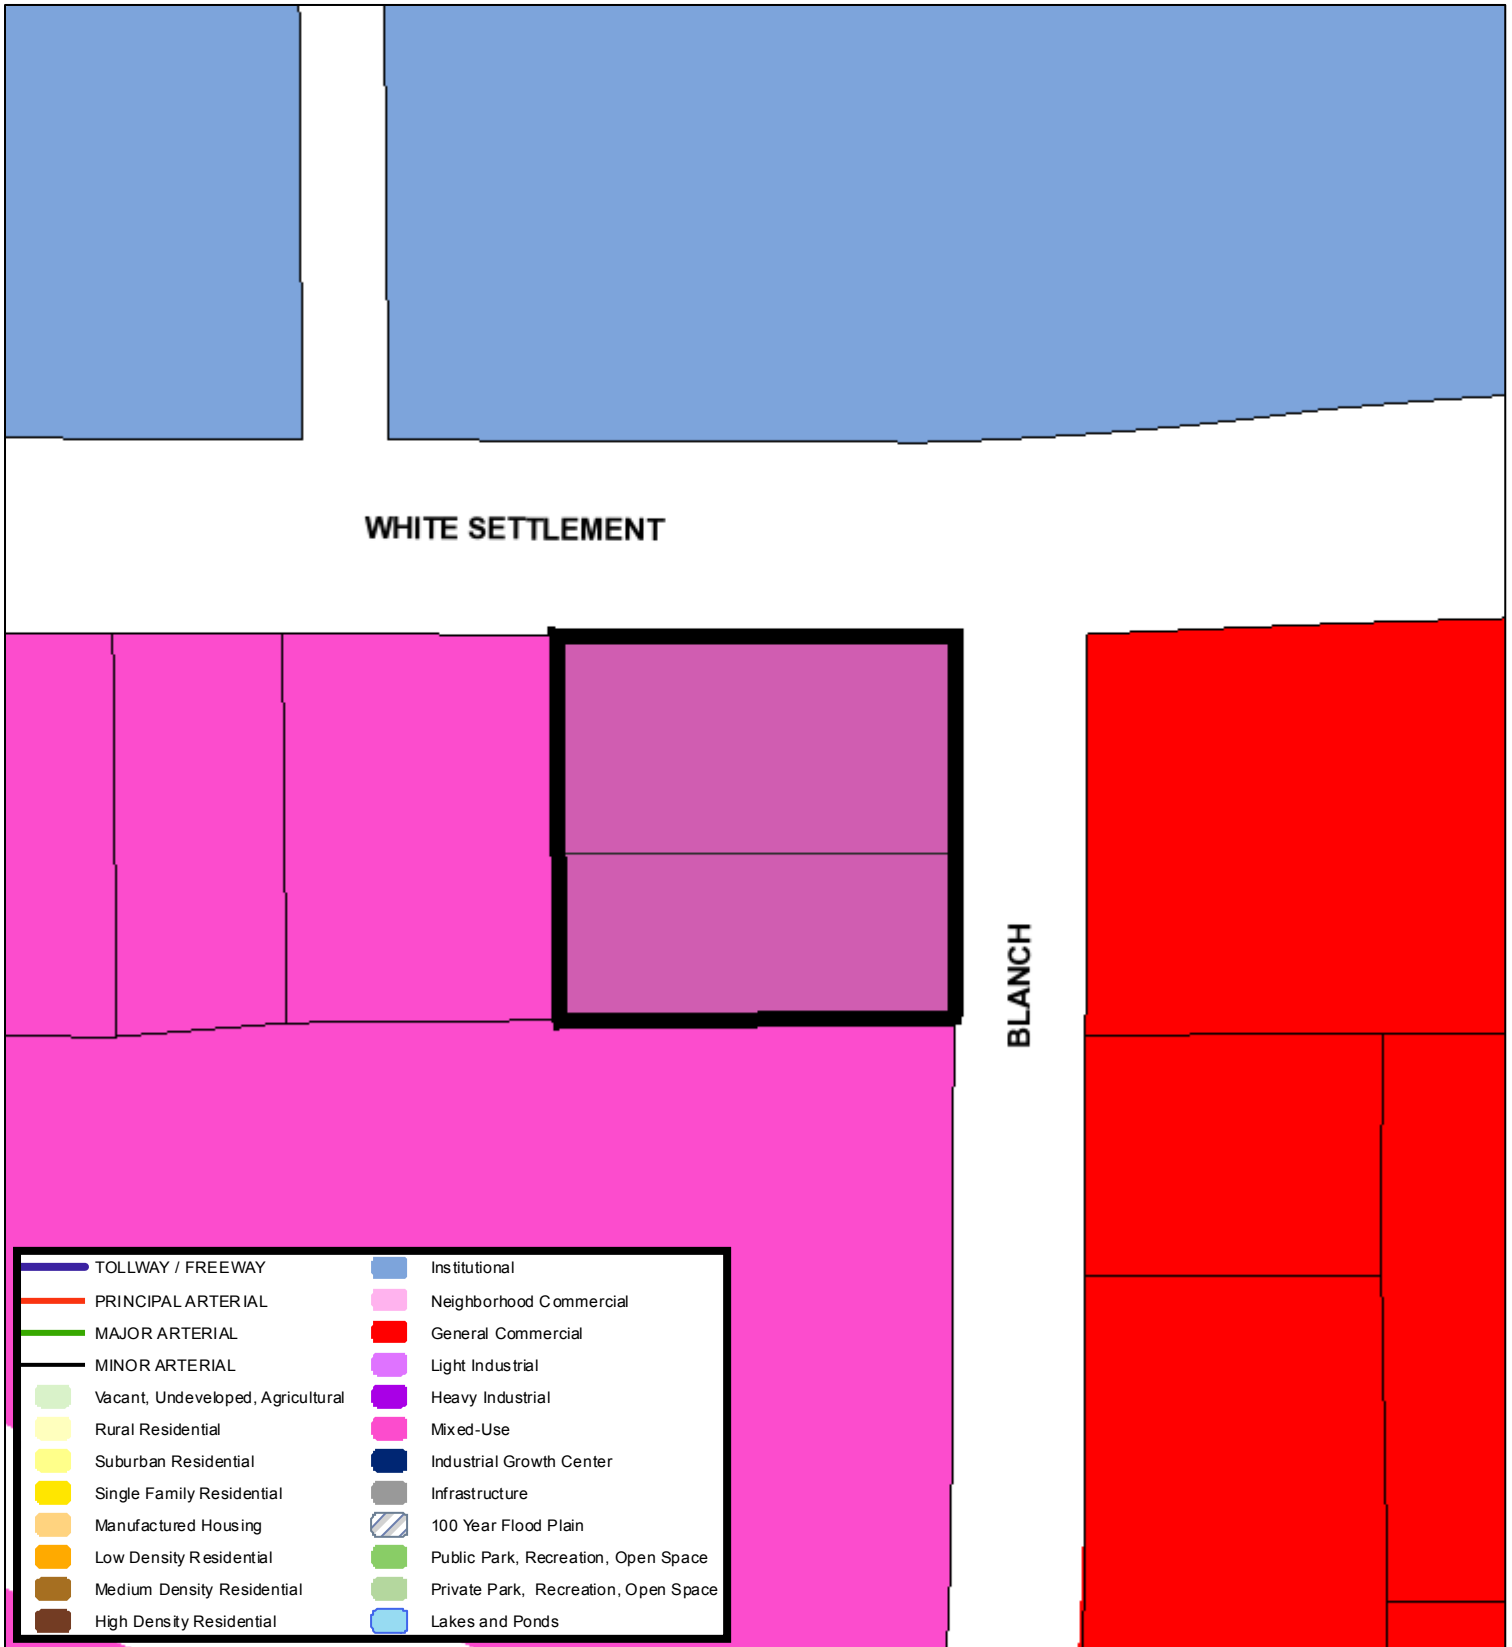 WHITE SETTLEMENT
BLANCH
TOLLWAY / FREEWAY
PRINCIPAL ARTERIAL
MAJOR ARTERIAL
MINOR ARTERIAL
Vacant, Undeveloped, Agricultural
Rural Residential
Suburban Residential
Single Family Residential
Manufactured Housing
Low Density Residential
Medium Density Residential
High Density Residential
Institutional
Neighborhood Commercial
General Commercial
Light Industrial
Heavy Industrial
Mixed-Use
Industrial Growth Center
Infrastructure
100 Year Flood Plain
Public Park, Recreation, Open Space
Private Park, Recreation, Open Space
Lakes and Ponds